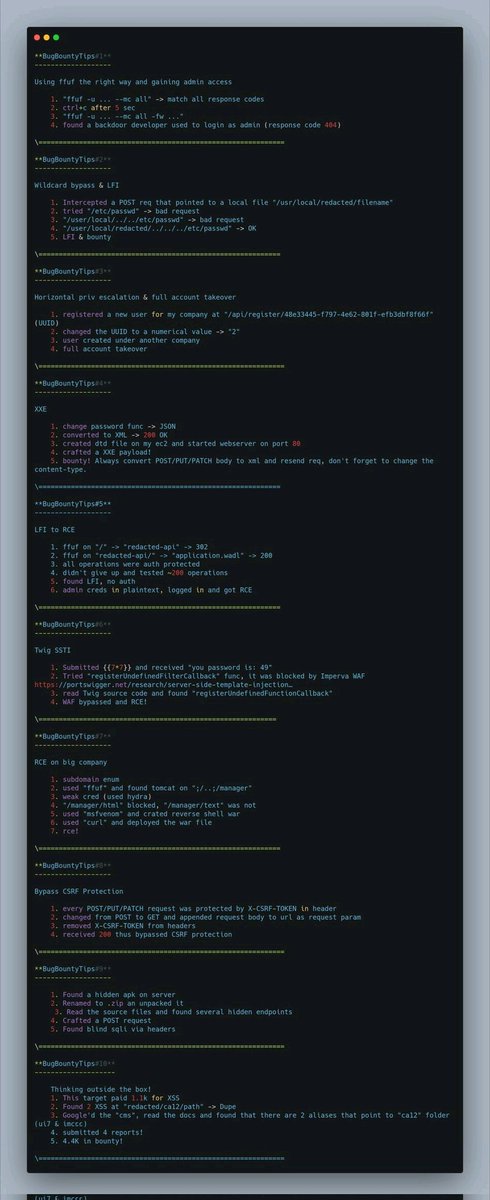 **BugBountyTips#1**
-------------------
Using ffuf the right way and gaining admin access
1. "ffuf -u ... --mc all" -> match all response codes
2. ctrl+c after 5 sec
3. "ffuf -u ... --mc all -fw ..."
4. found a backdoor developer used to login as admin (response code 404)
\=============================================================
**BugBountyTips#2**
-------------------
Wildcard bypass & LFI
1. Intercepted a POST req that pointed to a local file "/usr/local/redacted/filename"
2. tried "/etc/passwd" -> bad request
3. "/user/local/../../etc/passwd" -> bad request
4. "/user/local/redacted/../../../etc/passwd" -> OK
5. LFI & bounty
\============================================================
**BugBountyTips#3**
-------------------
Horizontal priv escalation & full account takeover
1. registered a new user for my company at "/api/register/48e33445-f797-4e62-801f-efb3dbf8f66f"
(UUID)
2. changed the UUID to a numerical value -> "2"
3. user created under another company
4. full account takeover
\=============================================================
**BugBountyTips#4**
-------------------
XXE
1. change password func -> JSON
2. converted to XML -> 200 OK
3. created dtd file on my ec2 and started webserver on port 80
4. crafted a XXE payload!
5. bounty! Always convert POST/PUT/PATCH body to xml and resend req, don't forget to change the
content-type.
\============================================================
**BugBountyTips#5**
-------------------
LFI to RCE
1. ffuf on "/" -> "redacted-api" -> 302
2. ffuf on "redacted-api/" -> "application.wadl" -> 200
3. all operations were auth protected
4. didn't give up and tested ~200 operations
5. found LFI, no auth
6. admin creds in plaintext, logged in and got RCE
\============================================================
**BugBountyTips#6**
-------------------
Twig SSTI
1. Submitted {{7*7}} and received "you password is: 49"
2. Tried "registerUndefinedFilterCallback" func, it was blocked by Imperva WAF
https://portswigger.net/research/server-side-template-injection…
3. read Twig source code and found "registerUndefinedFunctionCallback"
4. WAF bypassed and RCE!
\===========================================================
**BugBountyTips#7**
-------------------
RCE on big company
1. subdomain enum
2. used "ffuf" and found tomcat on ";/..;/manager"
3. weak cred (used hydra)
4. "/manager/html" blocked, "/manager/text" was not
5. used "msfvenom" and crated reverse shell war
6. used "curl" and deployed the war file
7. rce!
\============================================================
**BugBountyTips#8**
-------------------
Bypass CSRF Protection
1. every POST/PUT/PATCH request was protected by X-CSRF-TOKEN in header
2. changed from POST to GET and appended request body to url as request param
3. removed X-CSRF-TOKEN from headers
4. received 200 thus bypassed CSRF protection
\=============================================================
**BugBountyTips#9**
-------------------
1. Found a hidden apk on server
2. Renamed to .zip an unpacked it
3. Read the source files and found several hidden endpoints
4. Crafted a POST request
5. Found blind sqli via headers
\=============================================================
**BugBountyTips#10**
--------------------
Thinking outside the box!
1. This target paid 1.1k for XSS
2. Found 2 XSS at "redacted/ca12/path" -> Dupe
3. Google'd the "cms", read the docs and found that there are 2 aliases that point to "ca12" folder
(ui7 & imccc)
4. submitted 4 reports!
5. 4.4K in bounty!
\============================================================
(ui7 & imccc)